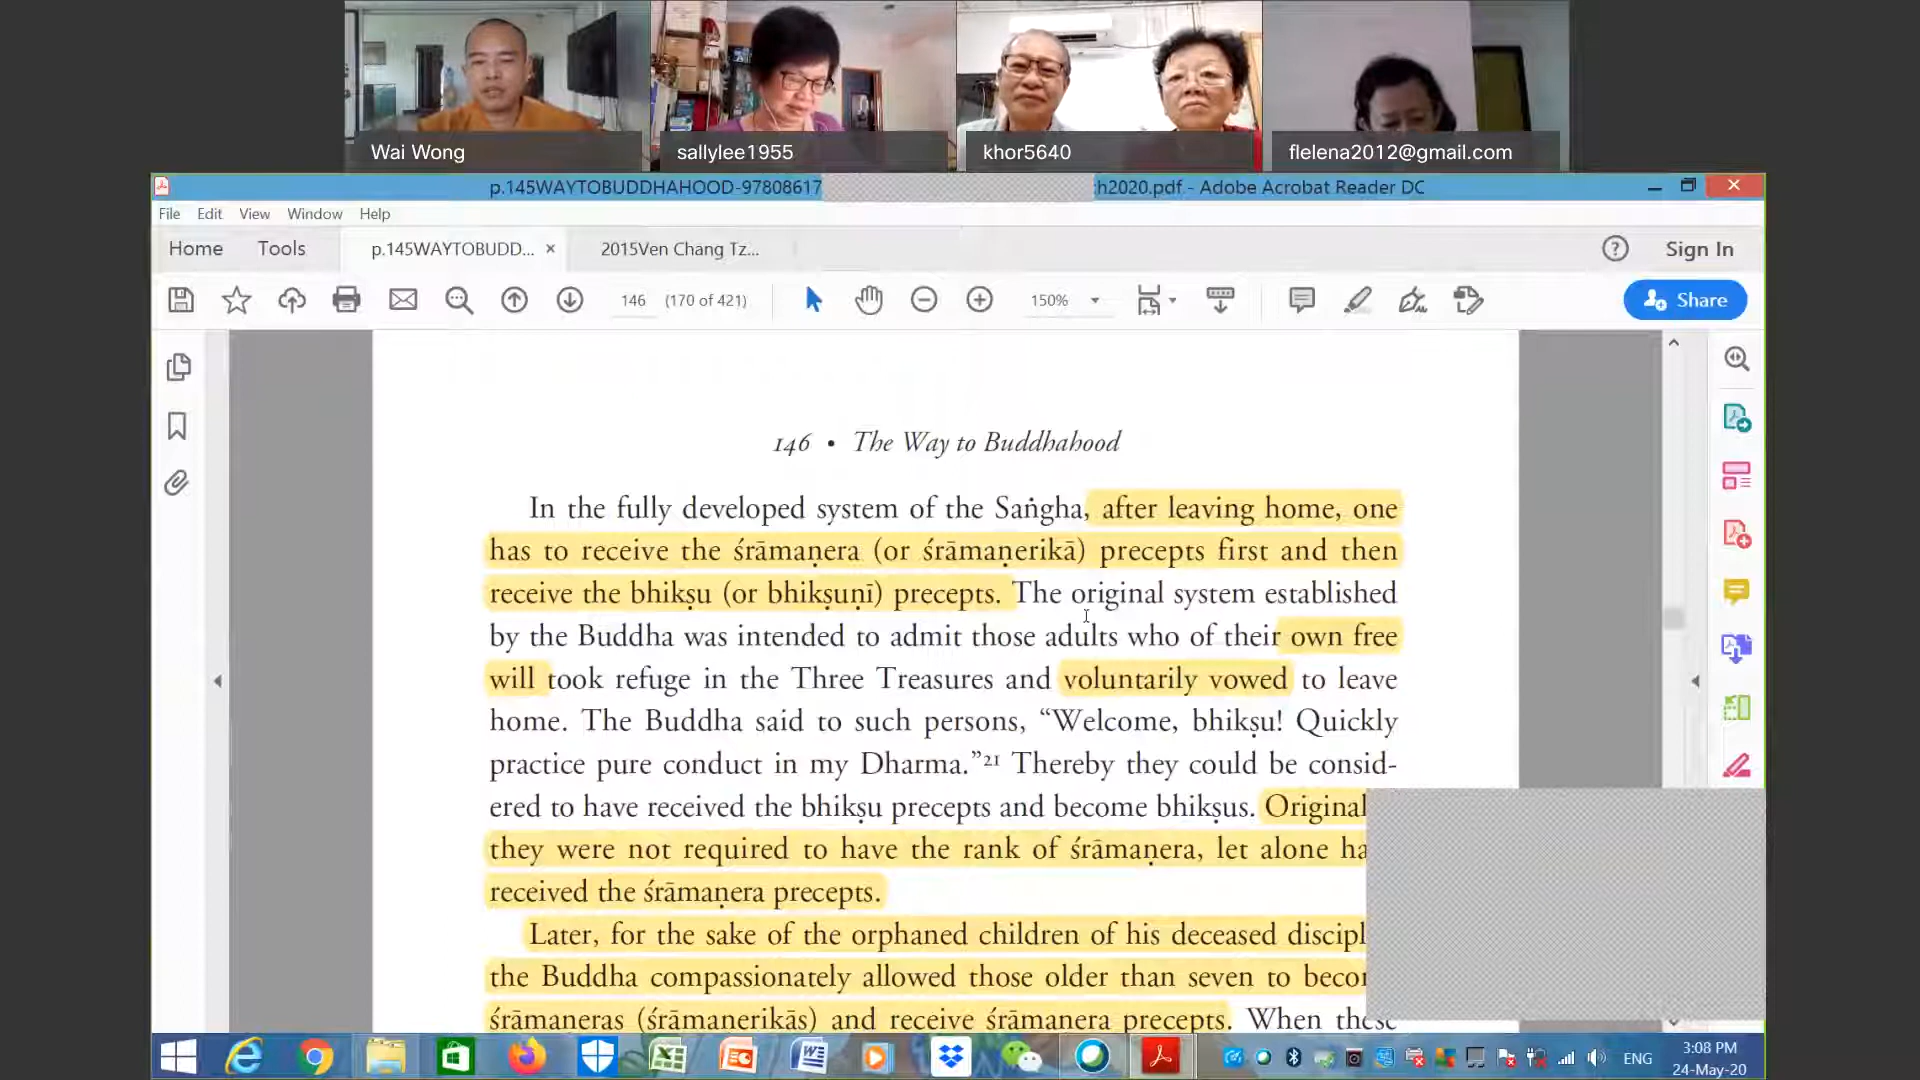 Wai Wong
sallylee1955
khor5640
flelena2012@gmail.com
p.145WAYTOBUDDHAHOOD-97808617
h2020.pdf - Adobe Acrobat Reader DC
File Edit View Window Help
Home Tools p.145WAYTOBUDD... × 2015Ven Chang Tz... Sign In
146 (170 of 421) 150% Share
146 • The Way to Buddhahood
In the fully developed system of the Saṅgha, after leaving home, one
has to receive the śrāmaṇera (or śrāmaṇerikā) precepts first and then
receive the bhikṣu (or bhikṣuṇī) precepts. The original system established
by the Buddha was intended to admit those adults who of their own free
will took refuge in the Three Treasures and voluntarily vowed to leave
home. The Buddha said to such persons, “Welcome, bhikṣu! Quickly
practice pure conduct in my Dharma.”²¹ Thereby they could be consid-
ered to have received the bhikṣu precepts and become bhikṣus. Original
they were not required to have the rank of śrāmaṇera, let alone ha
received the śrāmaṇera precepts.
Later, for the sake of the orphaned children of his deceased discipl
the Buddha compassionately allowed those older than seven to becon
śrāmaneras (śrāmanerikās) and receive śrāmanera precepts. When these
ENG 3:08 PM
24-May-20